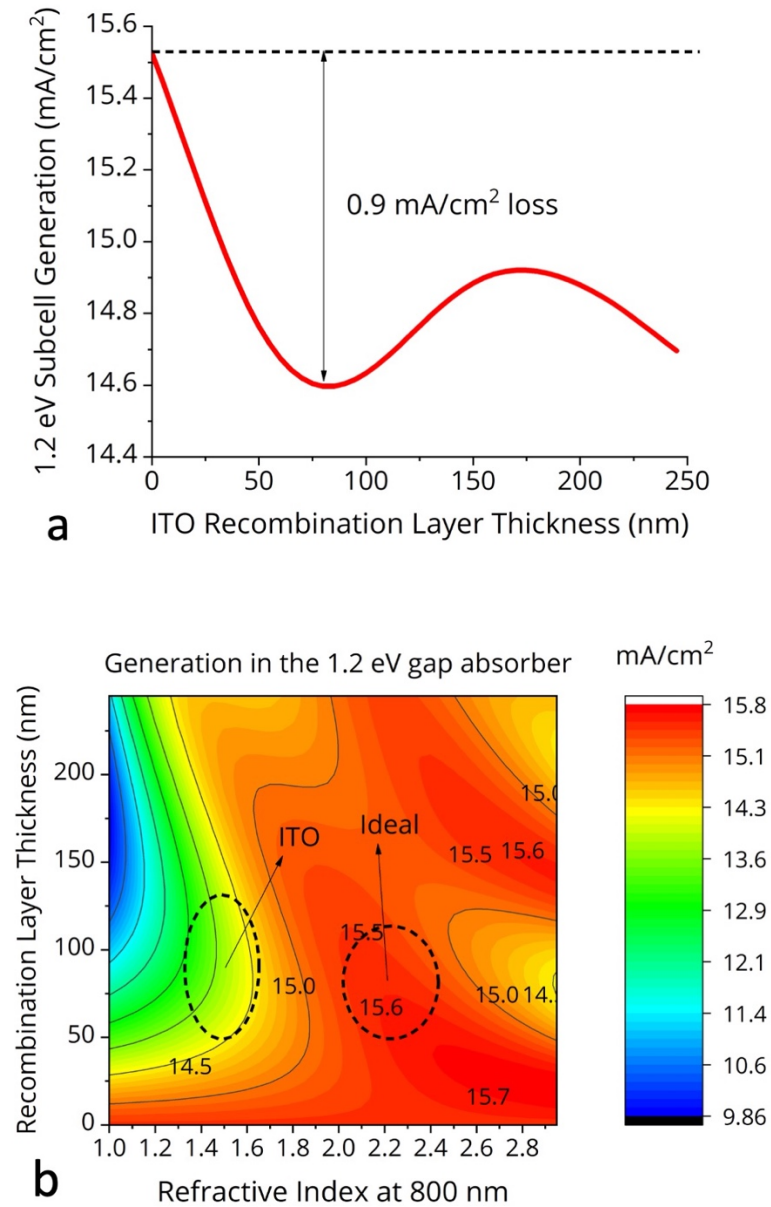 15.6
15.4
15.2
15.0
14.8
14.6
14.4
1.2 eV Subcell Generation (mA/cm²)
0.9 mA/cm² loss
0 50 100 150 200 250
ITO Recombination Layer Thickness (nm)
a
Generation in the 1.2 eV gap absorber
mA/cm²
Recombination Layer Thickness (nm)
200
150
100
50
0
ITO
Ideal
15.0
15.5 15.6
15.5
15.0
15.6
15.0 14.
14.5
15.7
1.0 1.2 1.4 1.6 1.8 2.0 2.2 2.4 2.6 2.8
Refractive Index at 800 nm
b
15.8
15.1
14.3
13.6
12.9
12.1
11.4
10.6
9.86